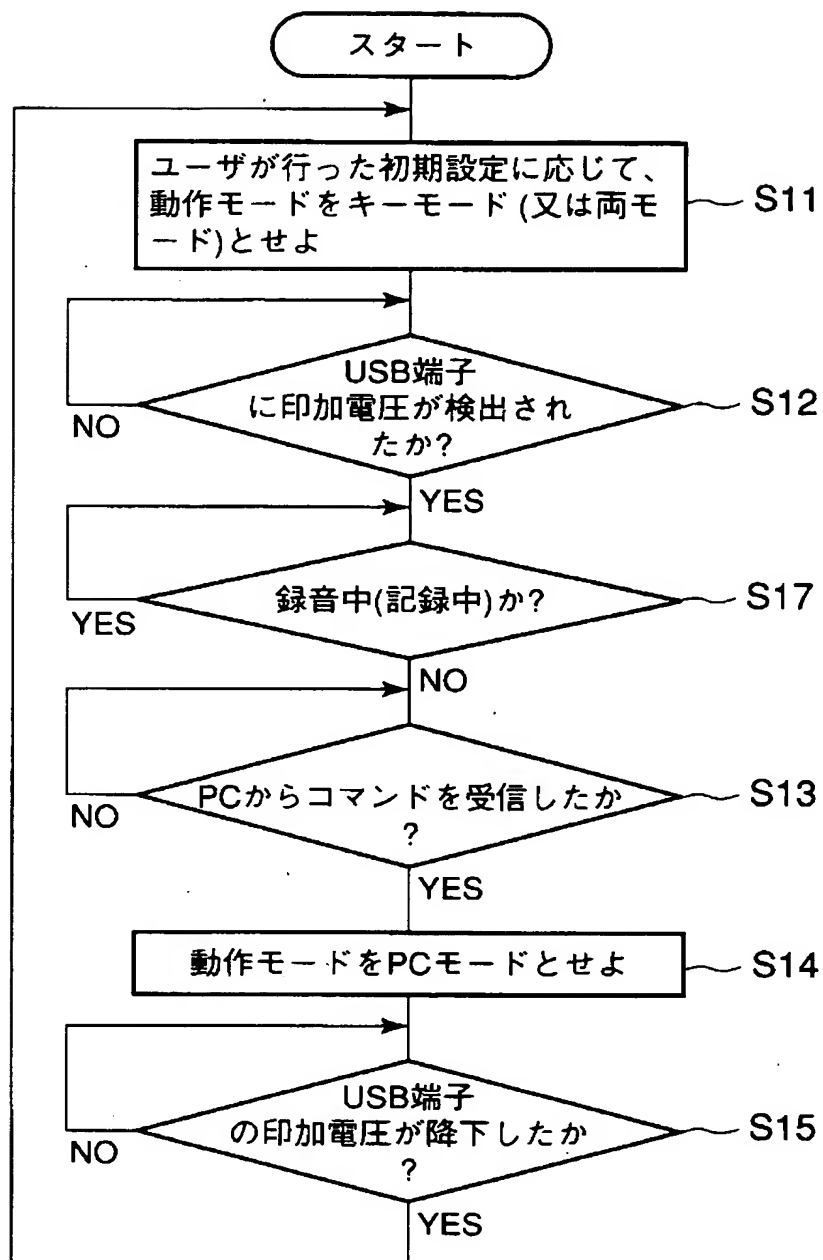 スタート
ユーザが行った初期設定に応じて、
動作モードをキーモード(又は両モ
ード)とせよ
S11
USB端子
に印加電圧が検出され
たか?
S12
NO
YES
録音中(記録中)か?
S17
YES
NO
PCからコマンドを受信したか
?
S13
NO
YES
動作モードをPCモードとせよ
S14
USB端子
の印加電圧が降下したか
?
S15
NO
YES